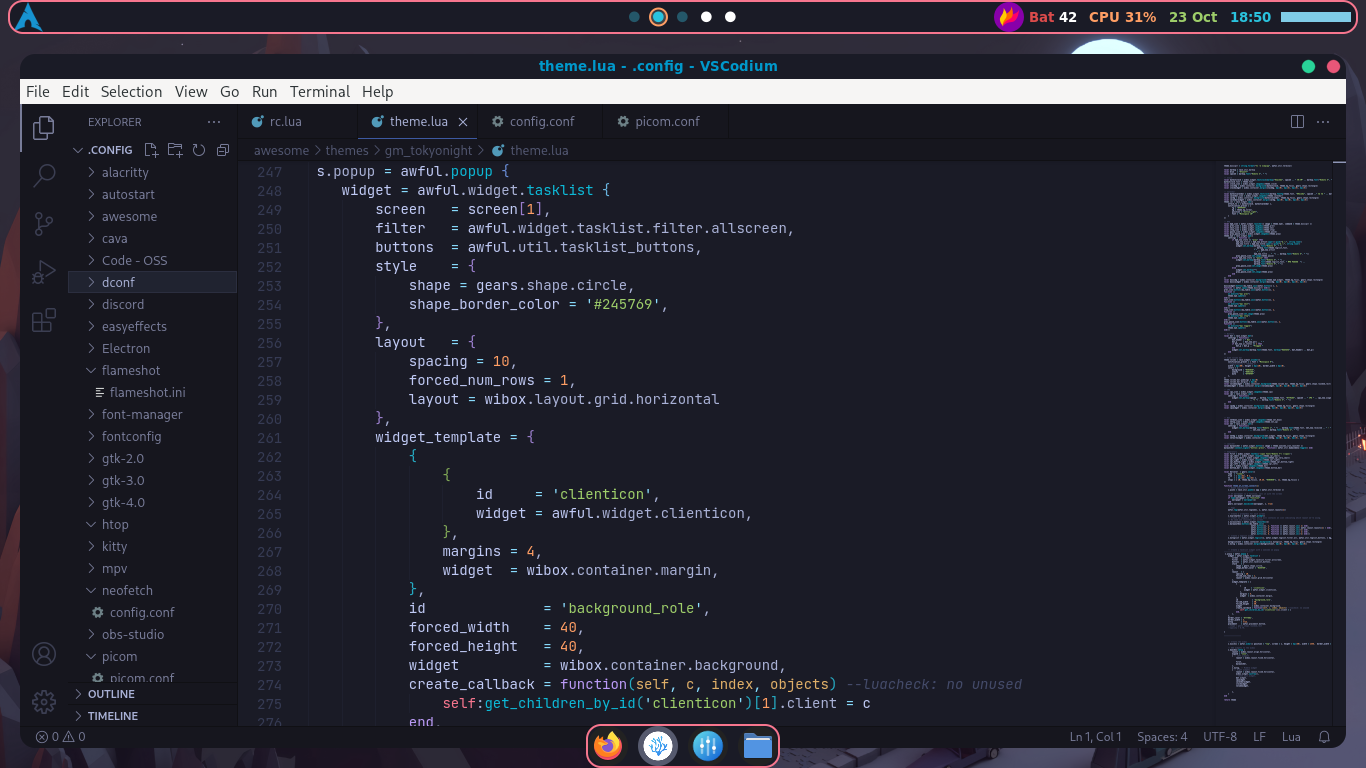 Bat 42 CPU 31% 23 Oct 18:50
theme.lua - .config - VSCodium
File Edit Selection View Go Run Terminal Help
EXPLORER
rc.lua theme.lua config.conf picom.conf
.CONFIG
awesome > themes > gm_tokyonight > theme.lua
alacritty
autostart
awesome
cava
Code - OSS
dconf
discord
easyeffects
Electron
flameshot
flameshot.ini
font-manager
fontconfig
gtk-2.0
gtk-3.0
gtk-4.0
htop
kitty
mpv
neofetch
config.conf
obs-studio
picom
picom.conf
OUTLINE
TIMELINE
247 s.popup = awful.popup {
248 widget = awful.widget.tasklist {
249 screen   = screen[1],
250 filter   = awful.widget.tasklist.filter.allscreen,
251 buttons  = awful.util.tasklist_buttons,
252 style    = {
253 shape = gears.shape.circle,
254 shape_border_color = '#245769',
255 },
256 layout   = {
257 spacing = 10,
258 forced_num_rows = 1,
259 layout = wibox.layout.grid.horizontal
260 },
261 widget_template = {
262 {
263 {
264 id     = 'clienticon',
265 widget = awful.widget.clienticon,
266 },
267 margins = 4,
268 widget  = wibox.container.margin,
269 },
270 id              = 'background_role',
271 forced_width    = 40,
272 forced_height   = 40,
273 widget          = wibox.container.background,
274 create_callback = function(self, c, index, objects) --luacheck: no unused
275 self:get_children_by_id('clienticon')[1].client = c
276 end,
0 0 Ln 1, Col 1 Spaces: 4 UTF-8 LF Lua